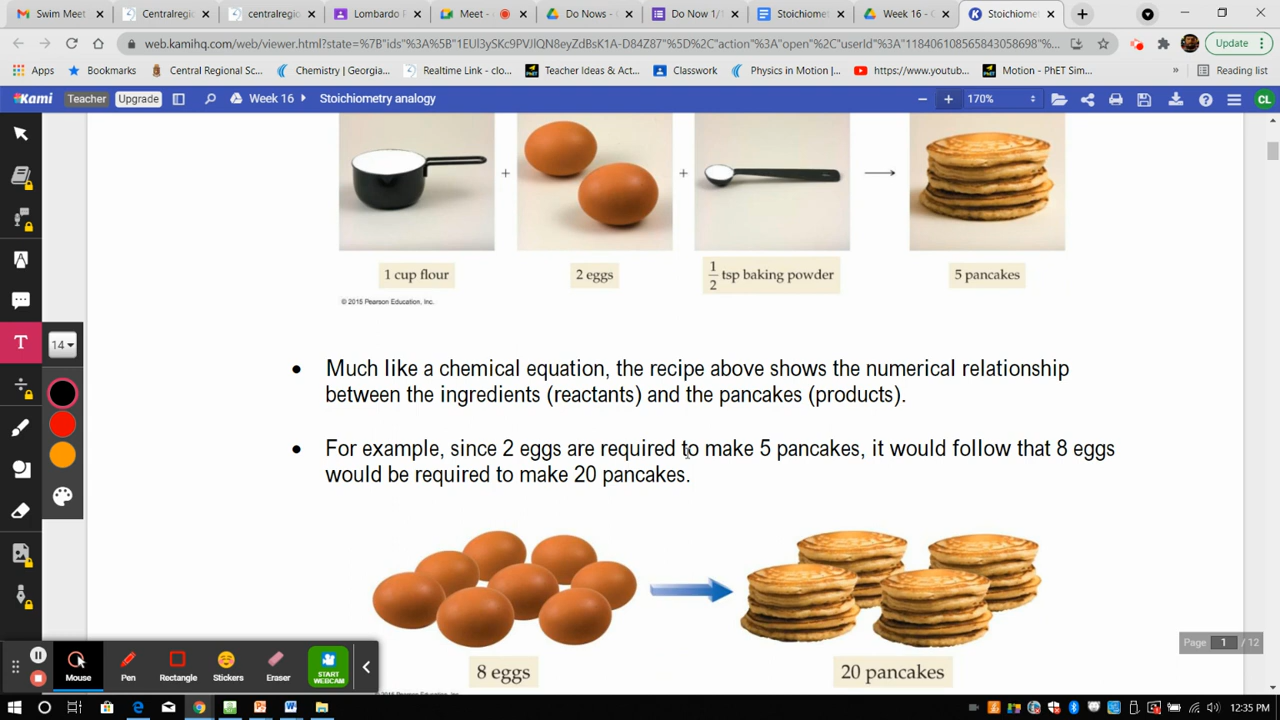 Swim Meet
Centralregi
centralregi
Lombardo F
Meet -
Do Nows - G
Do Now 1/1
Stoichiomet
Week 16 - C
Stoichiomet
web.kamihq.com/web/viewer.html?state=%7B"ids"%3A%5B"1EUlPd6Xc9PVJlQN8eyZdBsK1A-D84Z87"%5D%2C"action"%3A"open"%2C"userId"%3A"113406108565843058698"%...
Update
Apps
Bookmarks
Central Regional Sc...
Chemistry | Georgia...
Realtime Link - clo...
Teacher Ideas & Act...
Classwork
Physics in Motion |...
https://www.youtub...
Motion - PhET Sim...
»
Reading list
Kami
Teacher
Upgrade
Week 16
Stoichiometry analogy
170%
CL
+ + →
1 cup flour
2 eggs
1/2 tsp baking powder
5 pancakes
© 2015 Pearson Education, Inc.
T
14
• Much like a chemical equation, the recipe above shows the numerical relationship
between the ingredients (reactants) and the pancakes (products).
• For example, since 2 eggs are required to make 5 pancakes, it would follow that 8 eggs
would be required to make 20 pancakes.
8 eggs
20 pancakes
Page 1 / 12
Mouse
Pen
Rectangle
Stickers
Eraser
START
WEBCAM
12:35 PM